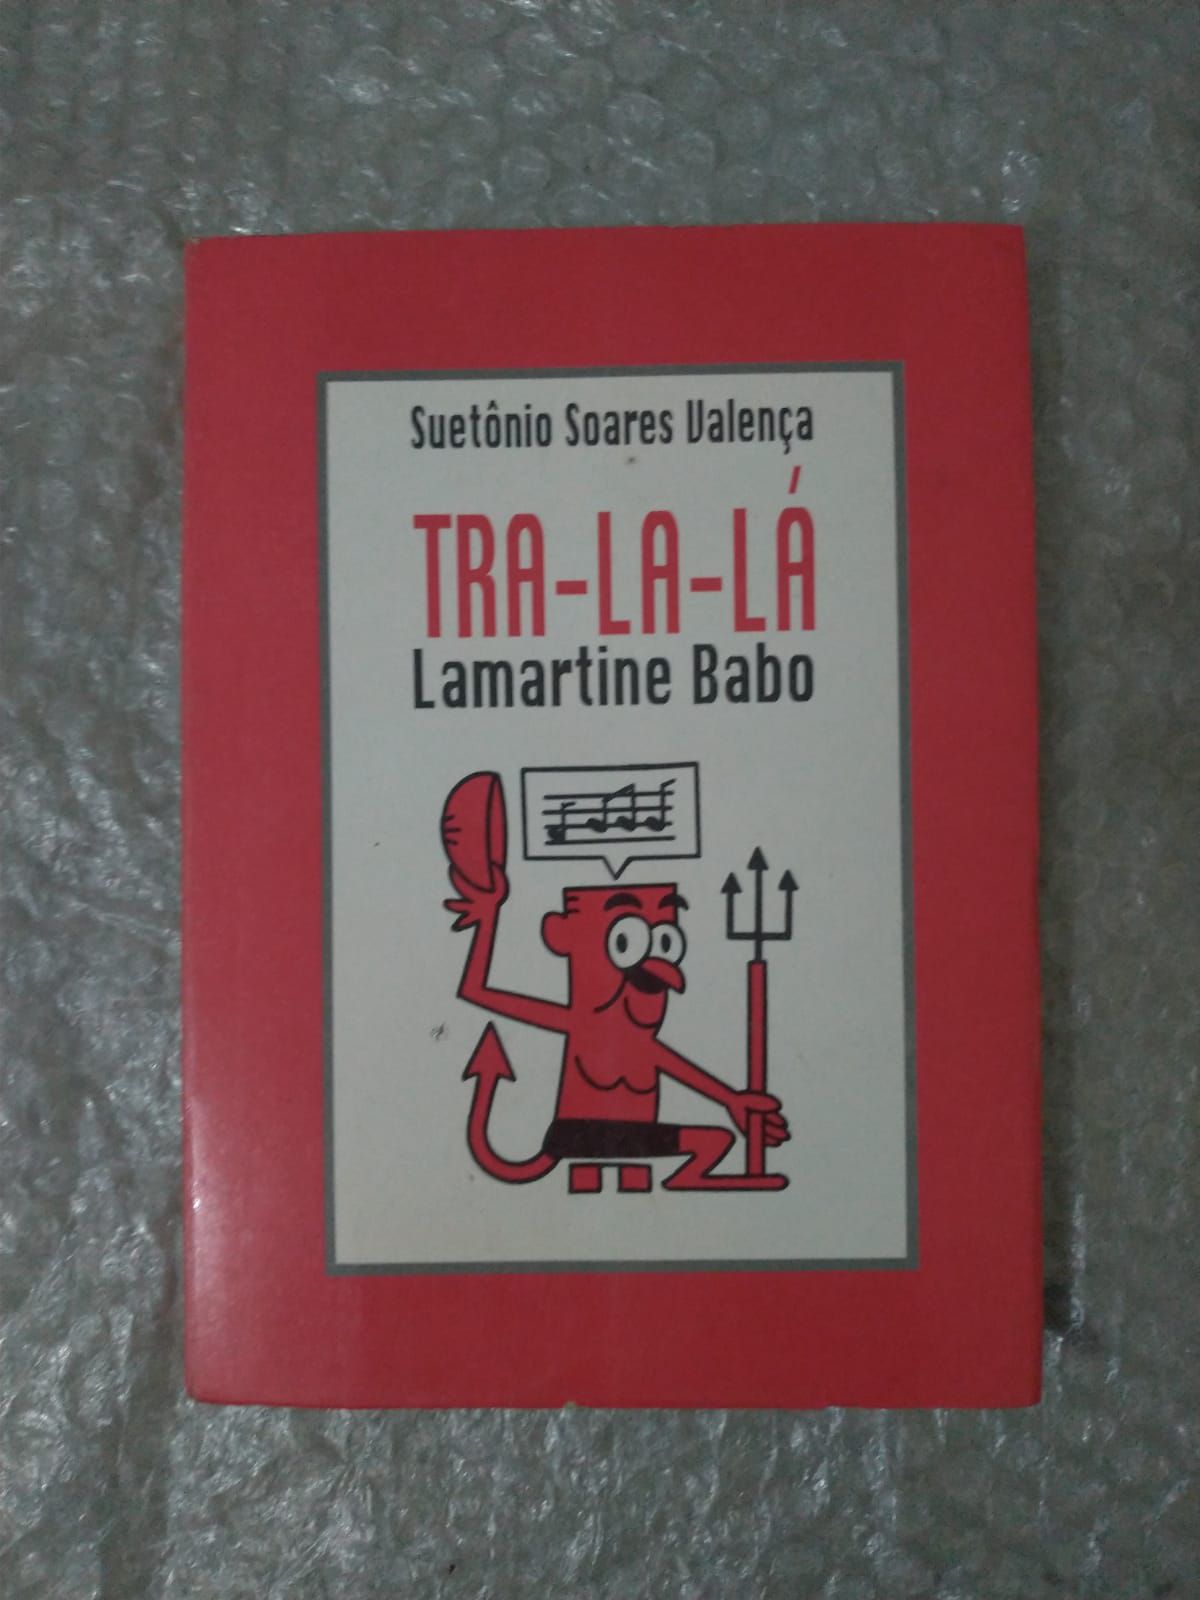 Suetônio Soares Valença
TRA-LA-LÁ
Lamartine Babo